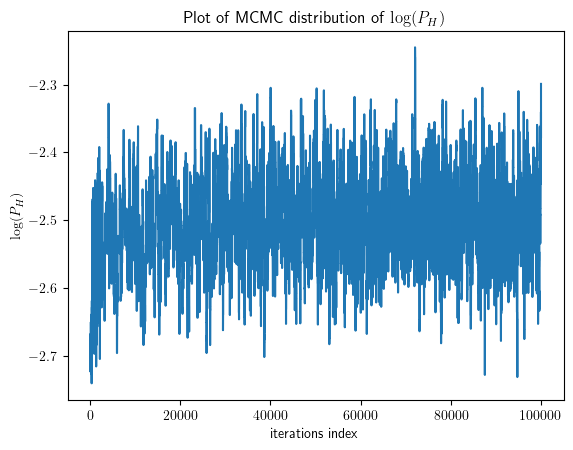 Plot of MCMC distribution of log(P_H)
log(P_H)
−2.3
−2.4
−2.5
−2.6
−2.7
0 20000 40000 60000 80000 100000
iterations index